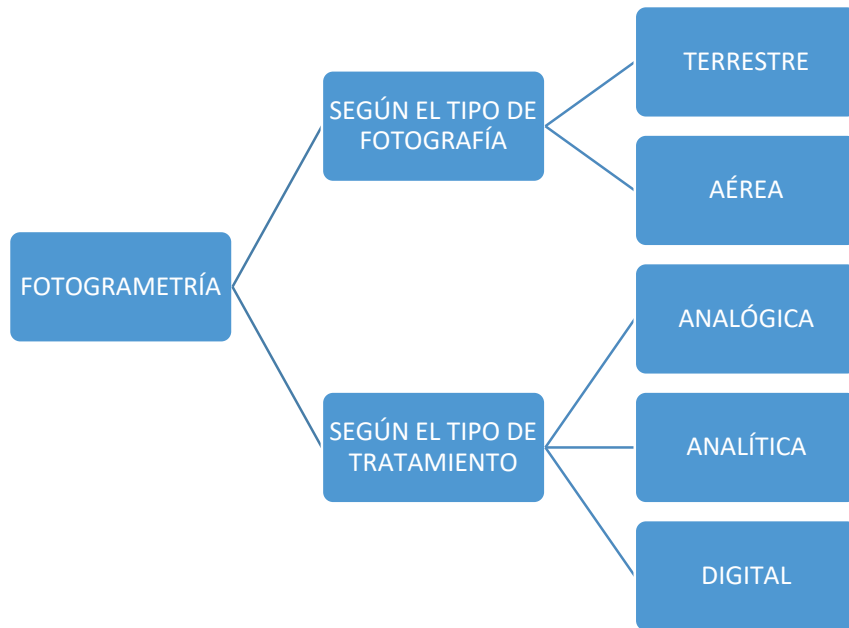 FOTOGRAMETRÍA
SEGÚN EL TIPO DE
FOTOGRAFÍA
TERRESTRE
AÉREA
SEGÚN EL TIPO DE
TRATAMIENTO
ANALÓGICA
ANALÍTICA
DIGITAL